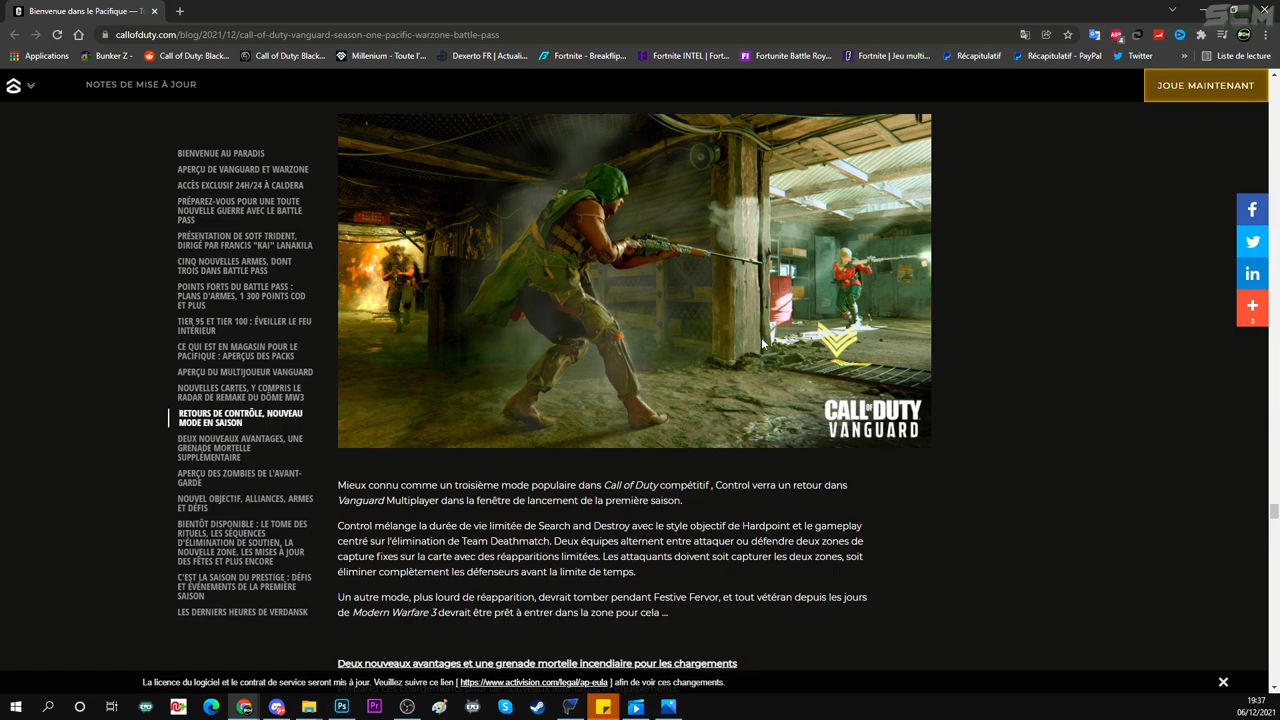 Bienvenue dans le Pacifique — To
SCM
callofduty.com/blog/2021/12/call-of-duty-vanguard-season-one-pacific-warzone-battle-pass
Applications
Bunker Z -
Call of Duty: Black...
Call of Duty: Black...
Millenium - Toute l'...
Dexerto FR | Actuali...
Fortnite - Breakflip...
Fortnite INTEL | Fort...
Fortunite Battle Roy...
Fortnite | Jeu multi...
Récapitulatif
Récapitulatif - PayPal
Twitter
»
Liste de lecture
NOTES DE MISE À JOUR
JOUE MAINTENANT
BIENVENUE AU PARADIS
APERÇU DE VANGUARD ET WARZONE
ACCÈS EXCLUSIF 24H/24 À CALDERA
PRÉPAREZ-VOUS POUR UNE TOUTE
NOUVELLE GUERRE AVEC LE BATTLE
PASS
PRÉSENTATION DE SOTF TRIDENT,
DIRIGÉ PAR FRANCIS "KAI" LANAKILA
CINQ NOUVELLES ARMES, DONT
TROIS DANS BATTLE PASS
POINTS FORTS DU BATTLE PASS :
PLANS D'ARMES, 1 300 POINTS COD
ET PLUS
TIER 95 ET TIER 100 : ÉVEILLER LE FEU
INTÉRIEUR
CE QUI EST EN MAGASIN POUR LE
PACIFIQUE : APERÇUS DES PACKS
APERÇU DU MULTIJOUEUR VANGUARD
NOUVELLES CARTES, Y COMPRIS LE
RADAR DE REMAKE DU DÔME MW3
RETOURS DE CONTRÔLE, NOUVEAU
MODE EN SAISON
DEUX NOUVEAUX AVANTAGES, UNE
GRENADE MORTELLE
SUPPLÉMENTAIRE
APERÇU DES ZOMBIES DE L'AVANT-
GARDE
NOUVEL OBJECTIF, ALLIANCES, ARMES
ET DÉFIS
BIENTÔT DISPONIBLE : LE TOME DES
RITUELS, LES SÉQUENCES
D'ÉLIMINATION DE SOUTIEN, LA
NOUVELLE ZONE, LES MISES À JOUR
DES FÊTES ET PLUS ENCORE
C'EST LA SAISON DU PRESTIGE : DÉFIS
ET ÉVÉNEMENTS DE LA PREMIÈRE
SAISON
LES DERNIERS HEURES DE VERDANSK
CALL OF DUTY
VANGUARD
3
Mieux connu comme un troisième mode populaire dans Call of Duty compétitif , Control verra un retour dans
Vanguard Multiplayer dans la fenêtre de lancement de la première saison.
Control mélange la durée de vie limitée de Search and Destroy avec le style objectif de Hardpoint et le gameplay
centré sur l'élimination de Team Deathmatch. Deux équipes alternent entre attaquer ou défendre deux zones de
capture fixes sur la carte avec des réapparitions limitées. Les attaquants doivent soit capturer les deux zones, soit
éliminer complètement les défenseurs avant la limite de temps.
Un autre mode, plus lourd de réapparition, devrait tomber pendant Festive Fervor, et tout vétéran depuis les jours
de Modern Warfare 3 devrait être prêt à entrer dans la zone pour cela ...
Deux nouveaux avantages et une grenade mortelle incendiaire pour les chargements
La licence du logiciel et le contrat de service seront mis à jour. Veuillez suivre ce lien [ https://www.activision.com/legal/ap-eula ] afin de voir ces changements.
19:37
06/12/2021